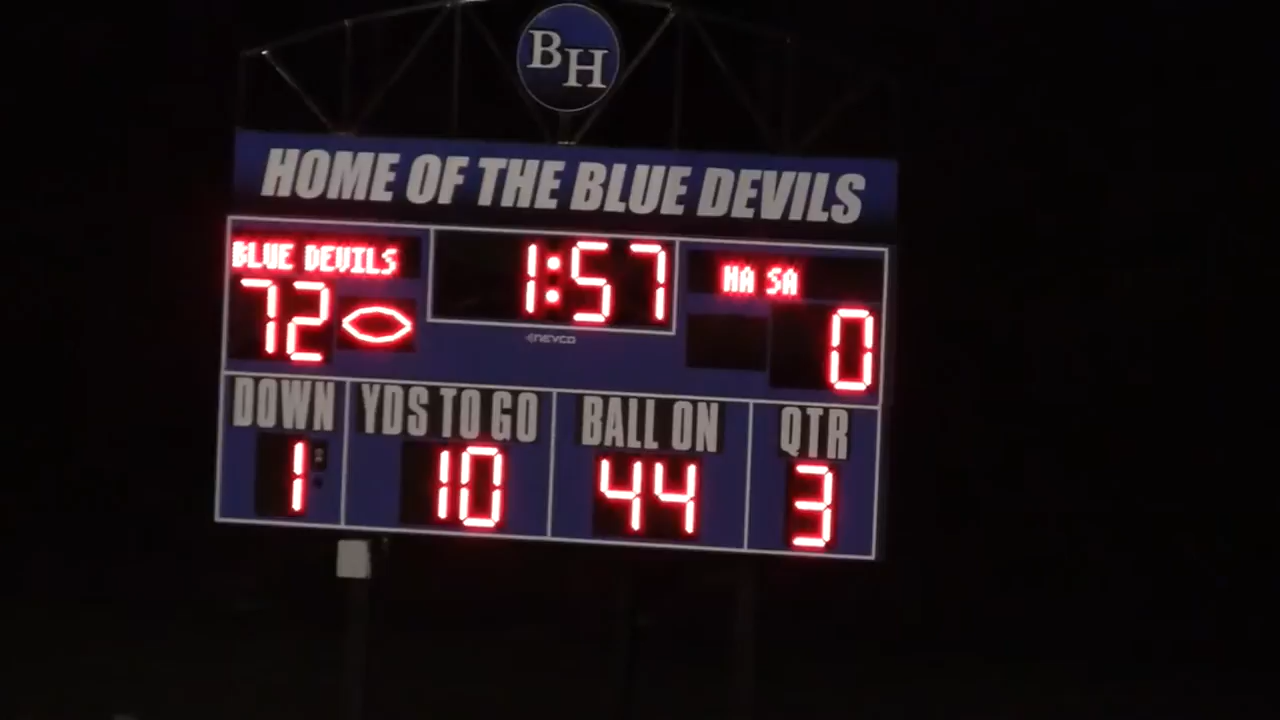 BH
HOME OF THE BLUE DEVILS
BLUE DEVILS 1:57 HA SA
72 0
NEVCO
DOWN YDS TO GO BALL ON QTR
1 10 44 3